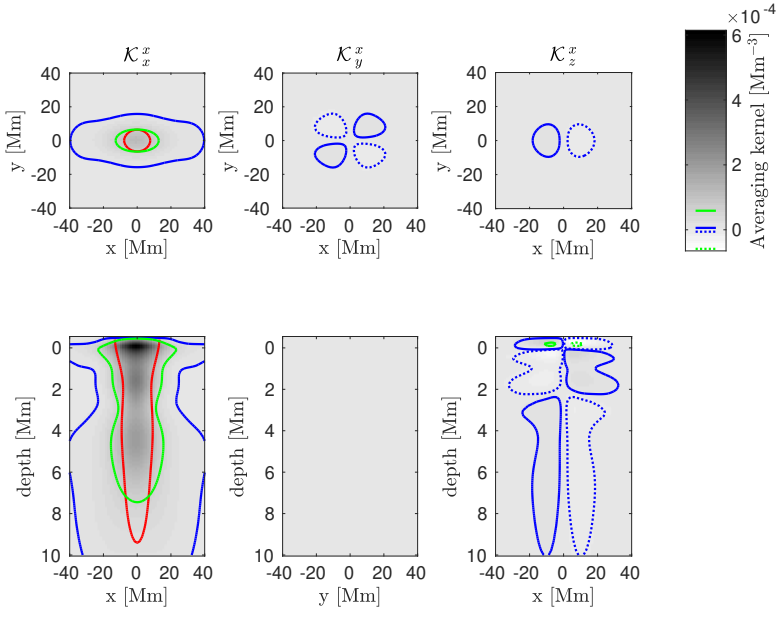 ×10⁻⁴
𝒦ₓˣ 𝒦ᵧˣ 𝒦_z^x
40 40 40 6
20 20 20 4
0 0 0 2
-20 -20 -20 0
-40 -40 -40
y [Mm] y [Mm] y [Mm] Averaging kernel [Mm⁻³]
-40 -20 0 20 40 -40 -20 0 20 40 -40 -20 0 20 40
x [Mm] x [Mm] x [Mm]
0 0 0
2 2 2
4 4 4
6 6 6
8 8 8
10 10 10
depth [Mm] depth [Mm] depth [Mm]
-40 -20 0 20 40 -40 -20 0 20 40 -40 -20 0 20 40
x [Mm] y [Mm] x [Mm]